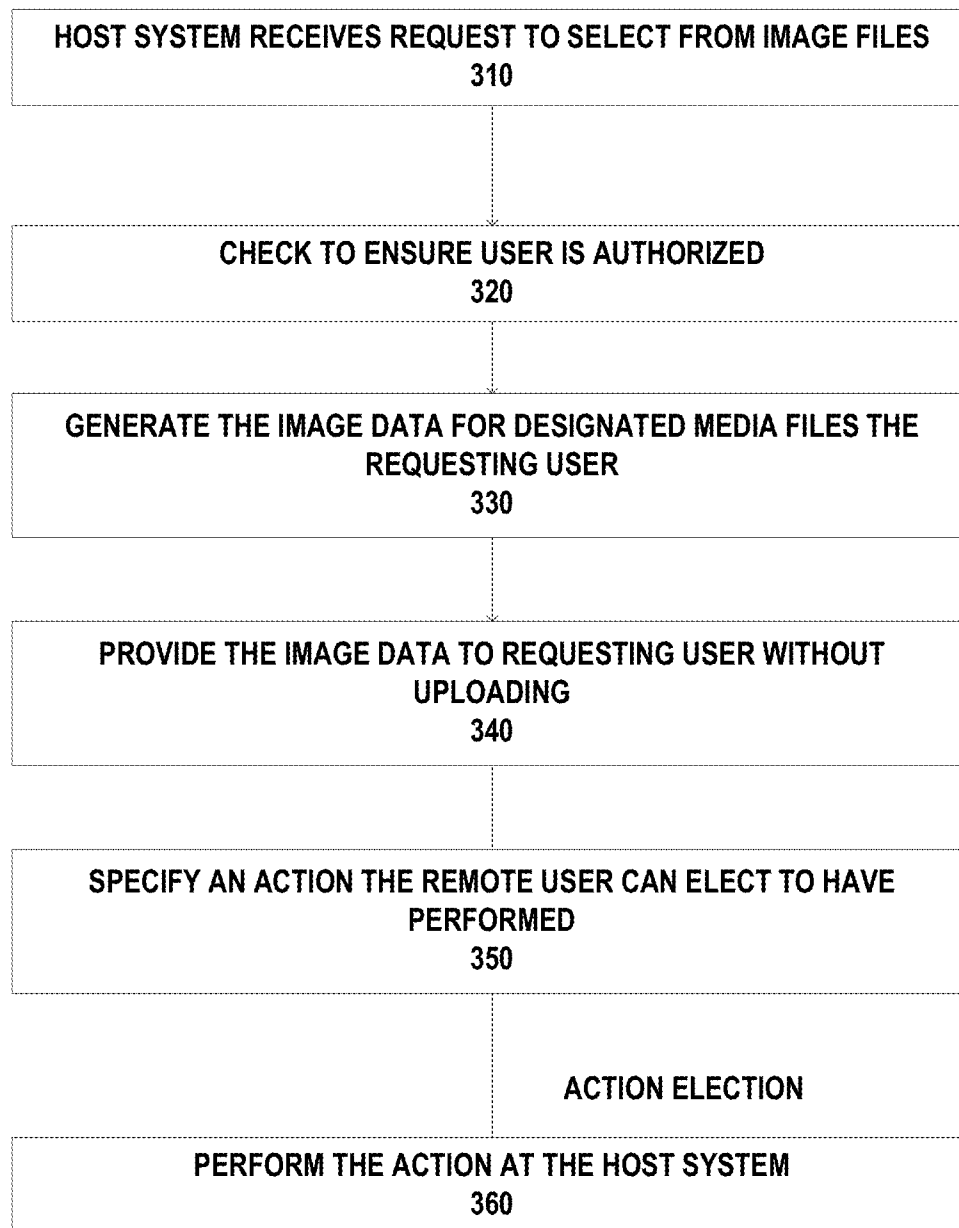 HOST SYSTEM RECEIVES REQUEST TO SELECT FROM IMAGE FILES
310
CHECK TO ENSURE USER IS AUTHORIZED
320
GENERATE THE IMAGE DATA FOR DESIGNATED MEDIA FILES THE
REQUESTING USER
330
PROVIDE THE IMAGE DATA TO REQUESTING USER WITHOUT
UPLOADING
340
SPECIFY AN ACTION THE REMOTE USER CAN ELECT TO HAVE
PERFORMED
350
ACTION ELECTION
PERFORM THE ACTION AT THE HOST SYSTEM
360